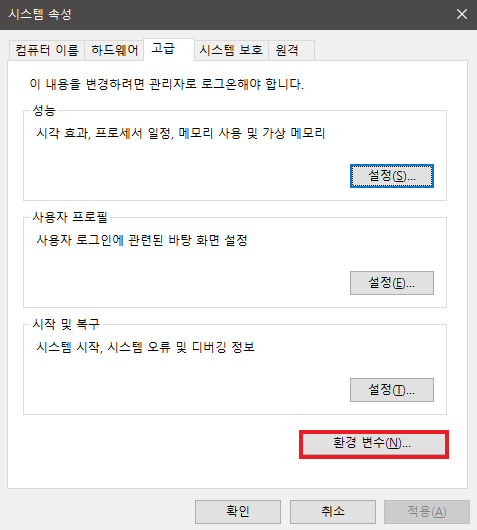 시스템 속성
컴퓨터 이름 하드웨어 고급 시스템 보호 원격
이 내용을 변경하려면 관리자로 로그온해야 합니다.
성능
시각 효과, 프로세서 일정, 메모리 사용 및 가상 메모리
설정(S)...
사용자 프로필
사용자 로그인에 관련된 바탕 화면 설정
설정(E)...
시작 및 복구
시스템 시작, 시스템 오류 및 디버깅 정보
설정(T)...
환경 변수(N)...
확인 취소 적용(A)